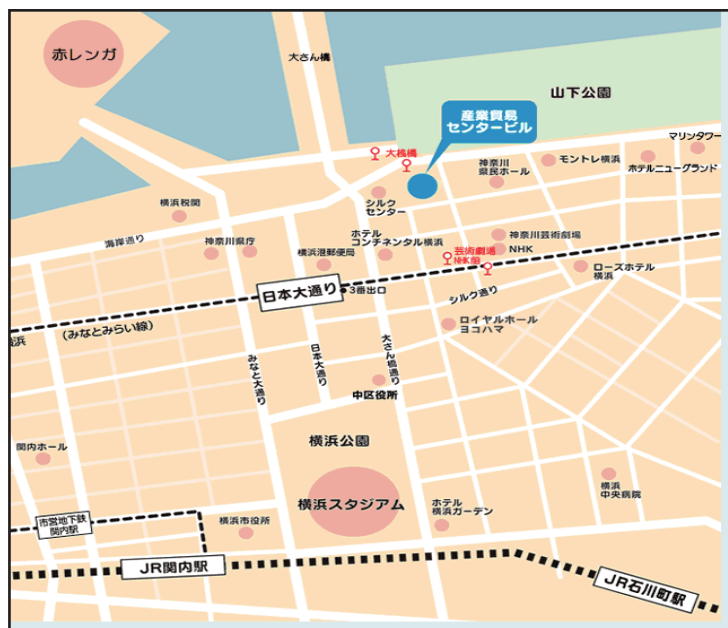 赤レンガ
大さん橋
山下公園
産業貿易
センタービル
マリンタワー
大桟橋
神奈川
県民ホール
モントレ横浜
ホテルニューグランド
シルク
センター
横浜税関
海岸通り
神奈川県庁
横浜港郵便局
ホテル
コンチネンタル横浜
神奈川芸術劇場
NHK
芸術劇場
NHK前
ローズホテル
横浜
日本大通り
3番出口
シルク通り
(みなとみらい線)
ロイヤルホール
ヨコハマ
みなと大通り
日本大通り
大さん橋通り
中区役所
関内ホール
横浜公園
横浜スタジアム
横浜
中央病院
ホテル
横浜ガーデン
市営地下鉄
関内駅
横浜市役所
JR関内駅
JR石川町駅